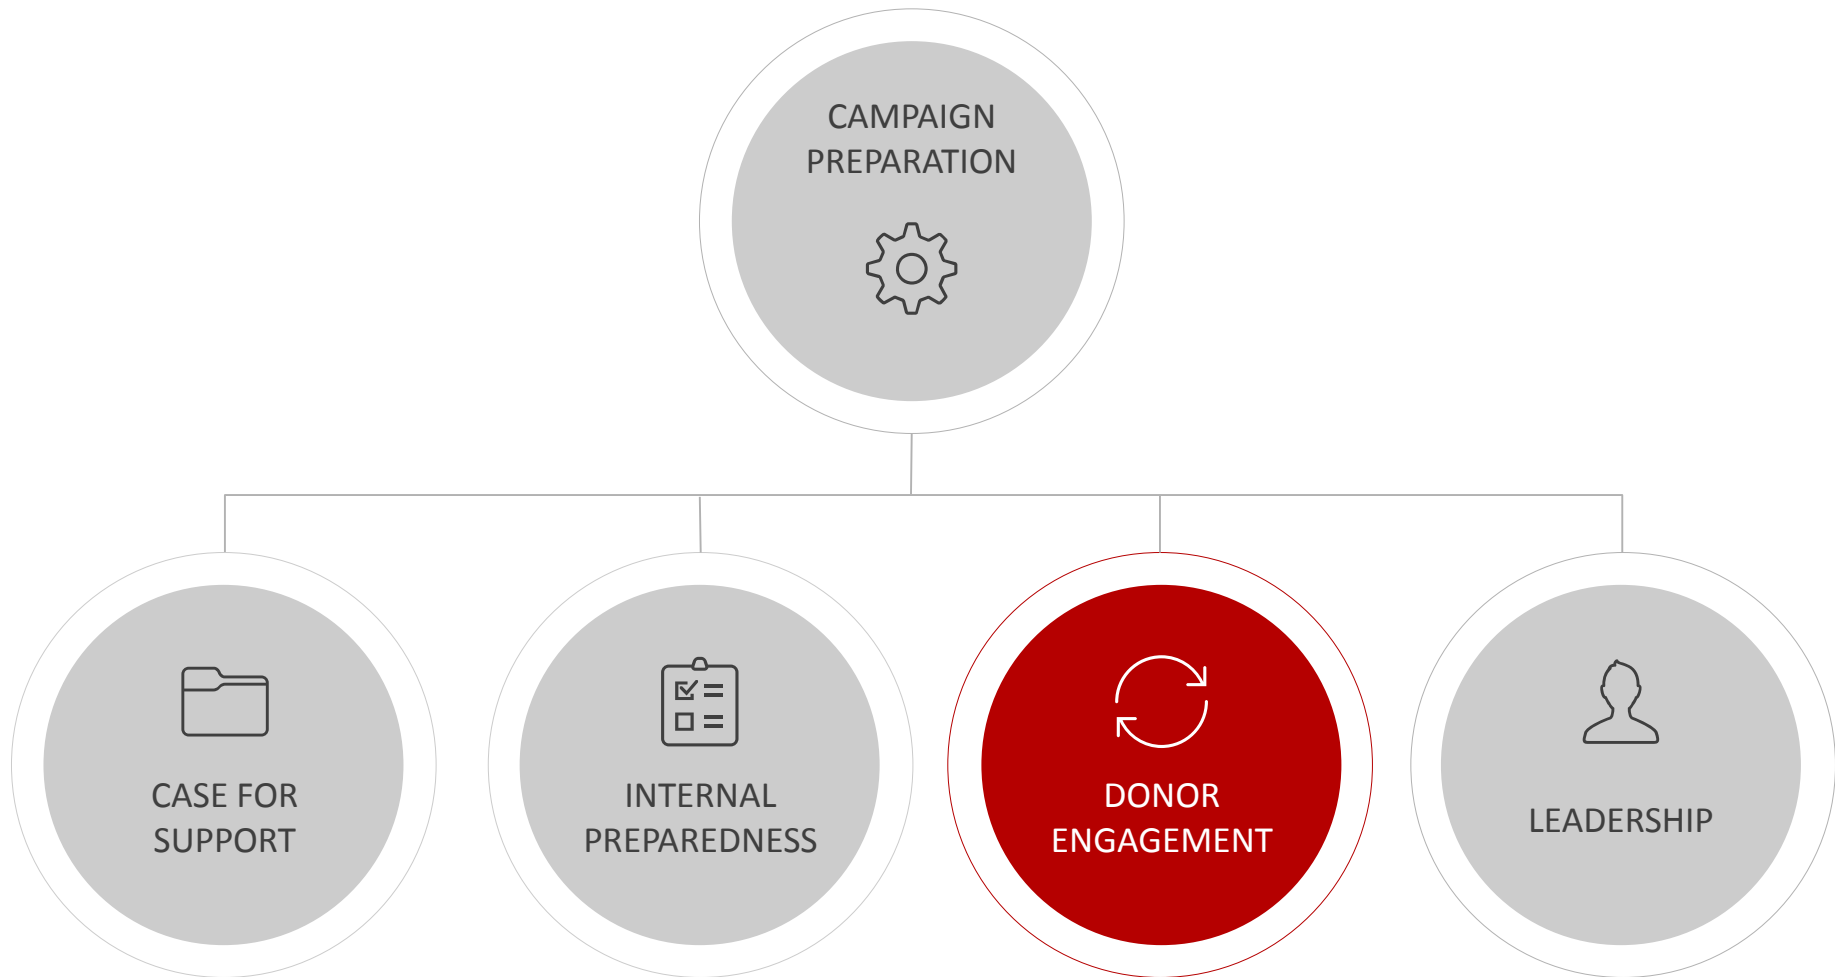 CAMPAIGN
PREPARATION
CASE FOR
SUPPORT
INTERNAL
PREPAREDNESS
DONOR
ENGAGEMENT
LEADERSHIP